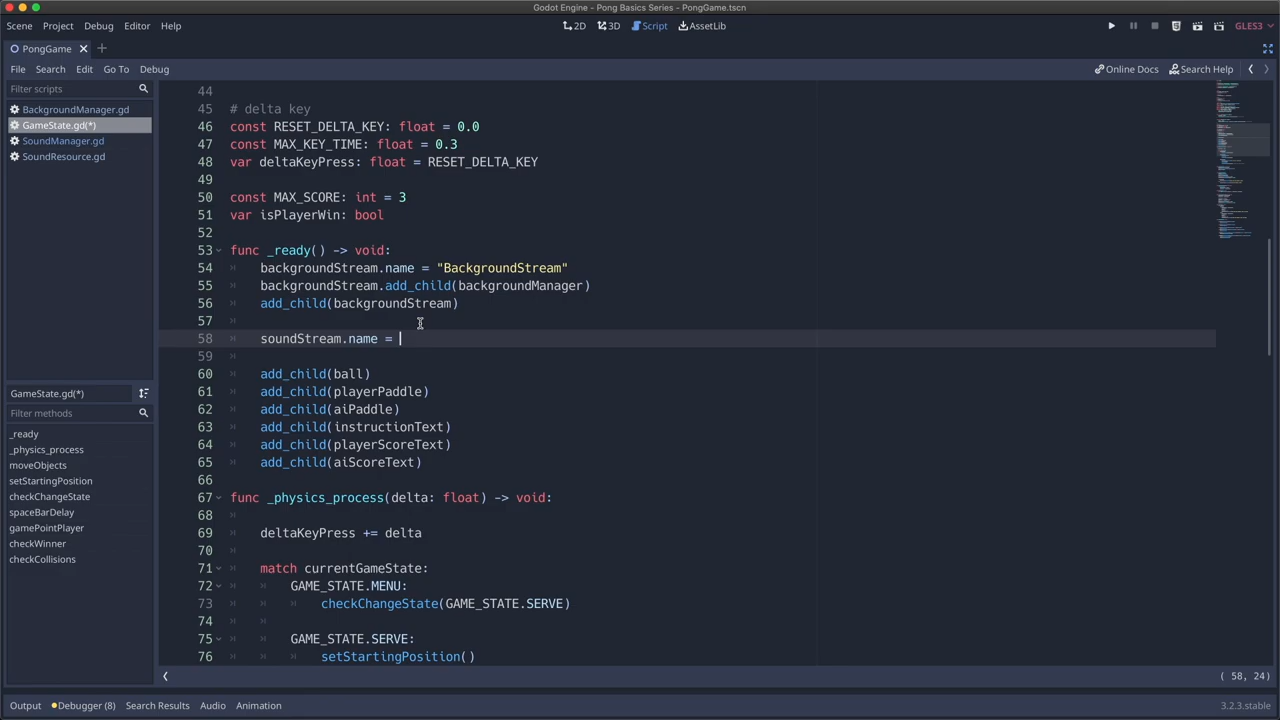 Godot Engine - Pong Basics Series - PongGame.tscn
Scene Project Debug Editor Help
2D 3D Script AssetLib
GLES3
PongGame
File Search Edit Go To Debug
Online Docs Search Help
Filter scripts
BackgroundManager.gd
GameState.gd(*)
SoundManager.gd
SoundResource.gd
GameState.gd(*)
Filter methods
_ready
_physics_process
moveObjects
setStartingPosition
checkChangeState
spaceBarDelay
gamePointPlayer
checkWinner
checkCollisions
44
45 # delta key
46 const RESET_DELTA_KEY: float = 0.0
47 const MAX_KEY_TIME: float = 0.3
48 var deltaKeyPress: float = RESET_DELTA_KEY
49
50 const MAX_SCORE: int = 3
51 var isPlayerWin: bool
52
53 func _ready() -> void:
54 backgroundStream.name = "BackgroundStream"
55 backgroundStream.add_child(backgroundManager)
56 add_child(backgroundStream)
57
58 soundStream.name =
59
60 add_child(ball)
61 add_child(playerPaddle)
62 add_child(aiPaddle)
63 add_child(instructionText)
64 add_child(playerScoreText)
65 add_child(aiScoreText)
66
67 func _physics_process(delta: float) -> void:
68
69 deltaKeyPress += delta
70
71 match currentGameState:
72 GAME_STATE.MENU:
73 checkChangeState(GAME_STATE.SERVE)
74
75 GAME_STATE.SERVE:
76 setStartingPosition()
( 58, 24)
Output Debugger (8) Search Results Audio Animation
3.2.3.stable